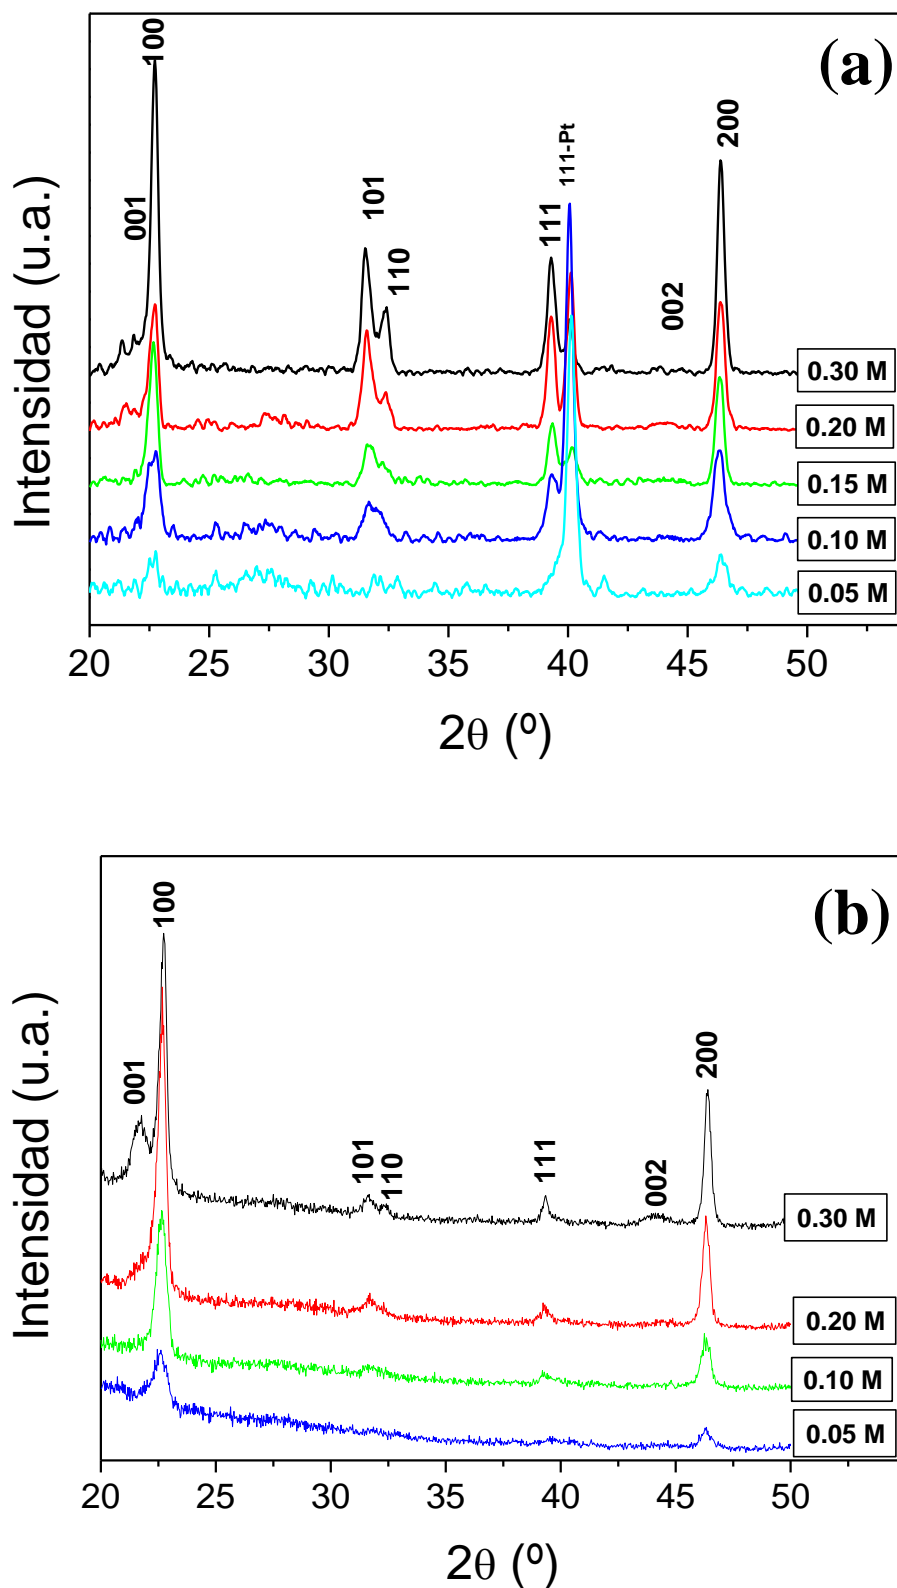 (a)
100
001
101
110
111
111-Pt
002
200
0.30 M
0.20 M
0.15 M
0.10 M
0.05 M
Intensidad (u.a.)
20 25 30 35 40 45 50
2θ (º)
(b)
100
001
101
110
111
002
200
0.30 M
0.20 M
0.10 M
0.05 M
Intensidad (u.a.)
20 25 30 35 40 45 50
2θ (º)